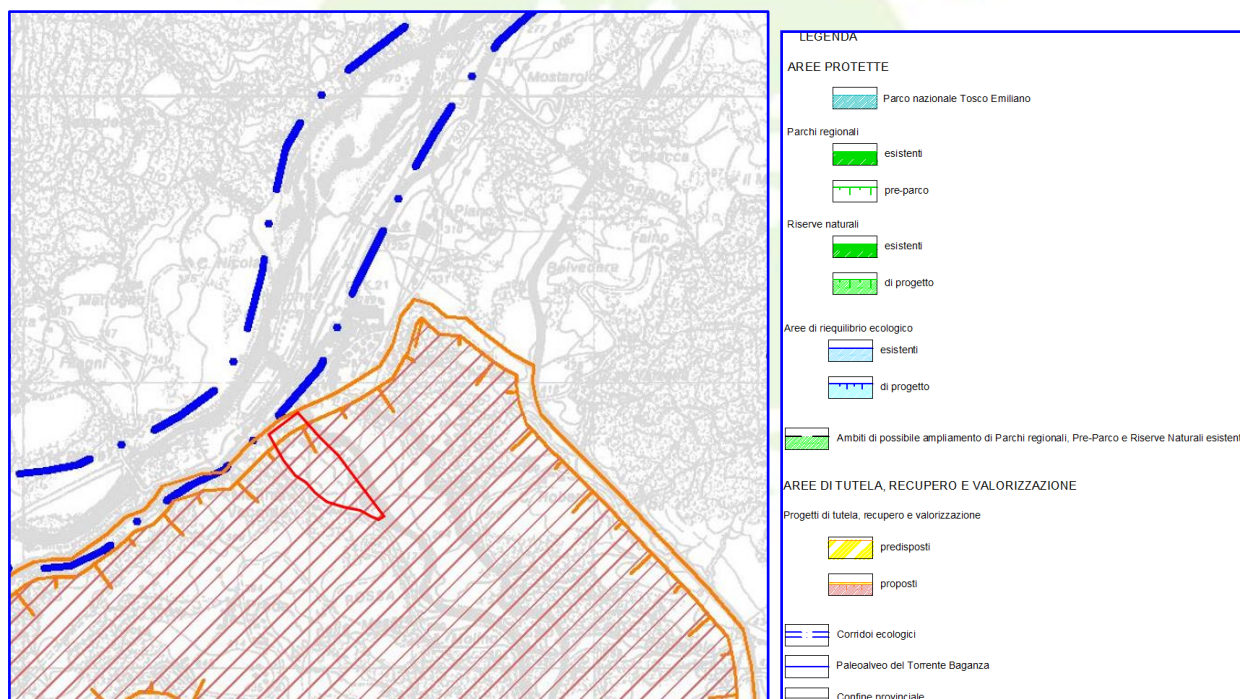 LEGENDA
AREE PROTETTE
Parco nazionale Tosco Emiliano
Parchi regionali
esistenti
pre-parco
Riserve naturali
esistenti
di progetto
Aree di riequilibrio ecologico
esistenti
di progetto
Ambiti di possibile ampliamento di Parchi regionali, Pre-Parco e Riserve Naturali esistent
AREE DI TUTELA, RECUPERO E VALORIZZAZIONE
Progetti di tutela, recupero e valorizzazione
predisposti
proposti
Corridoi ecologici
Paleoalveo del Torrente Baganza
Confine provinciale
Belvedere